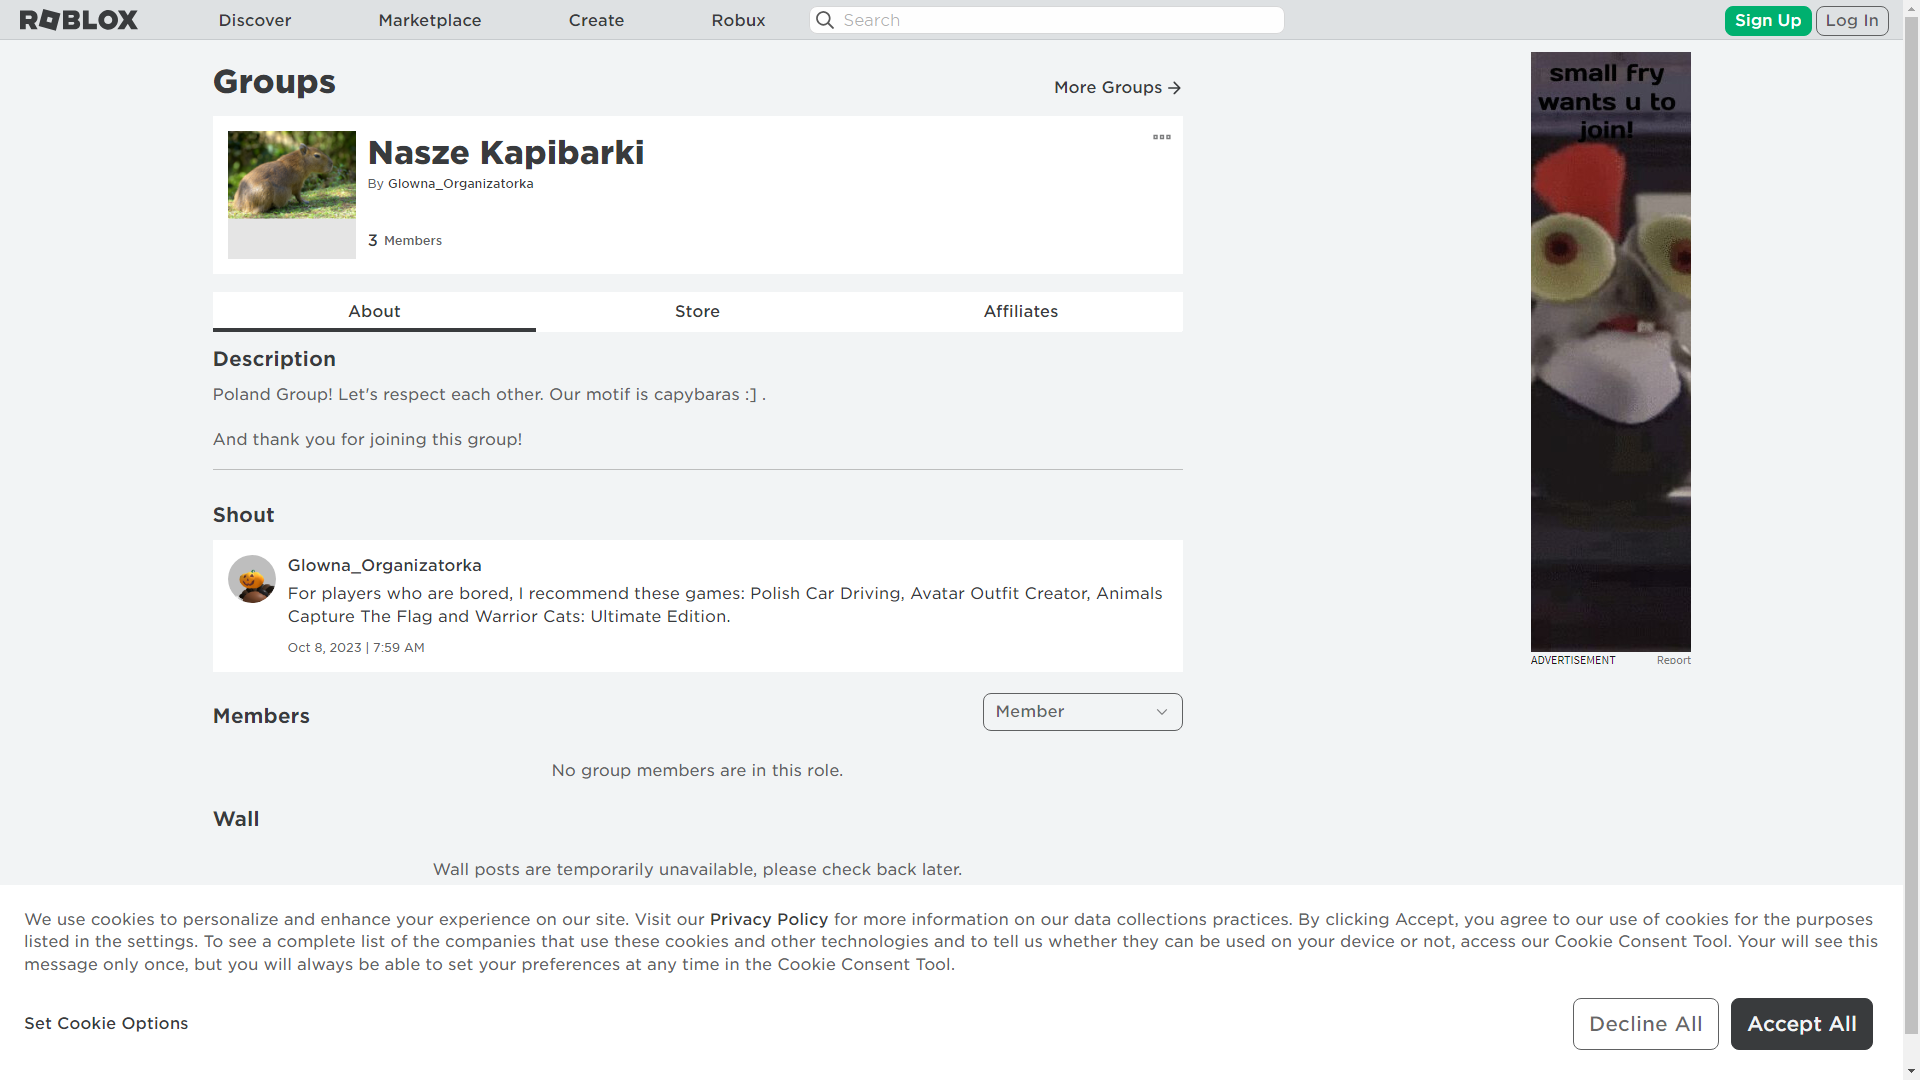 ROBLOX
Discover
Marketplace
Create
Robux
Search
Sign Up
Log In
Groups
More Groups
Nasze Kapibarki
By Glowna_Organizatorka
3 Members
About
Store
Affiliates
Description
Poland Group! Let's respect each other. Our motif is capybaras :] .
And thank you for joining this group!
Shout
Glowna_Organizatorka
For players who are bored, I recommend these games: Polish Car Driving, Avatar Outfit Creator, Animals
Capture The Flag and Warrior Cats: Ultimate Edition.
Oct 8, 2023 | 7:59 AM
Members
Member
No group members are in this role.
Wall
Wall posts are temporarily unavailable, please check back later.
small fry
wants u to
join!
ADVERTISEMENT
Report
We use cookies to personalize and enhance your experience on our site. Visit our Privacy Policy for more information on our data collections practices. By clicking Accept, you agree to our use of cookies for the purposes
listed in the settings. To see a complete list of the companies that use these cookies and other technologies and to tell us whether they can be used on your device or not, access our Cookie Consent Tool. Your will see this
message only once, but you will always be able to set your preferences at any time in the Cookie Consent Tool.
Set Cookie Options
Decline All
Accept All